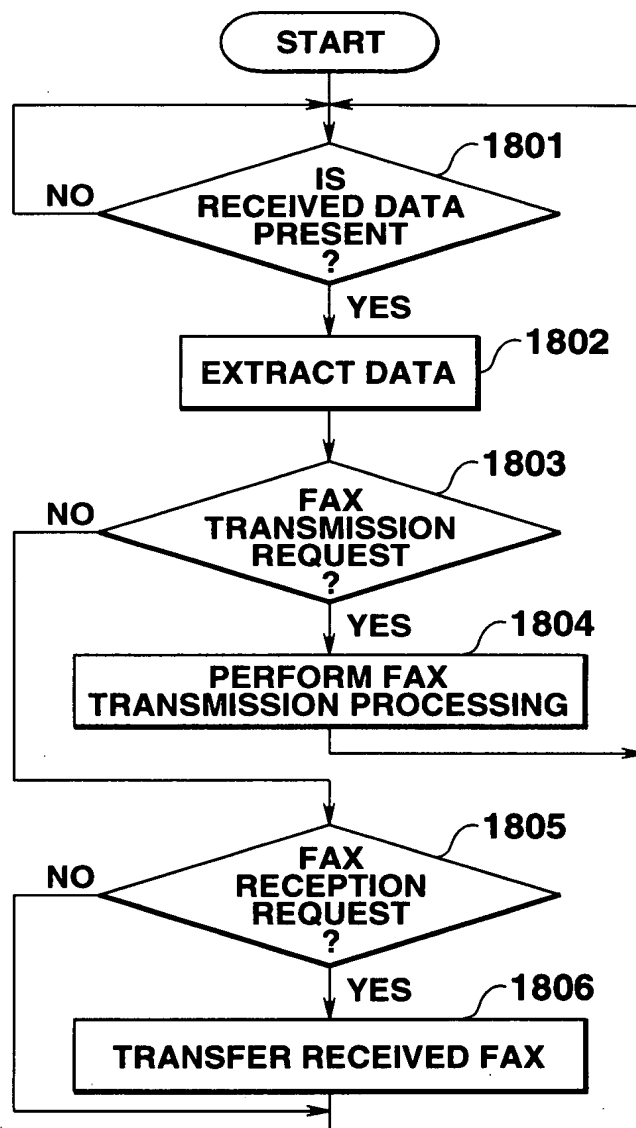 START
1801
IS
RECEIVED DATA
PRESENT
?
NO
YES
1802
EXTRACT DATA
1803
FAX
TRANSMISSION
REQUEST
?
NO
YES
1804
PERFORM FAX
TRANSMISSION PROCESSING
1805
FAX
RECEPTION
REQUEST
?
NO
YES
1806
TRANSFER RECEIVED FAX